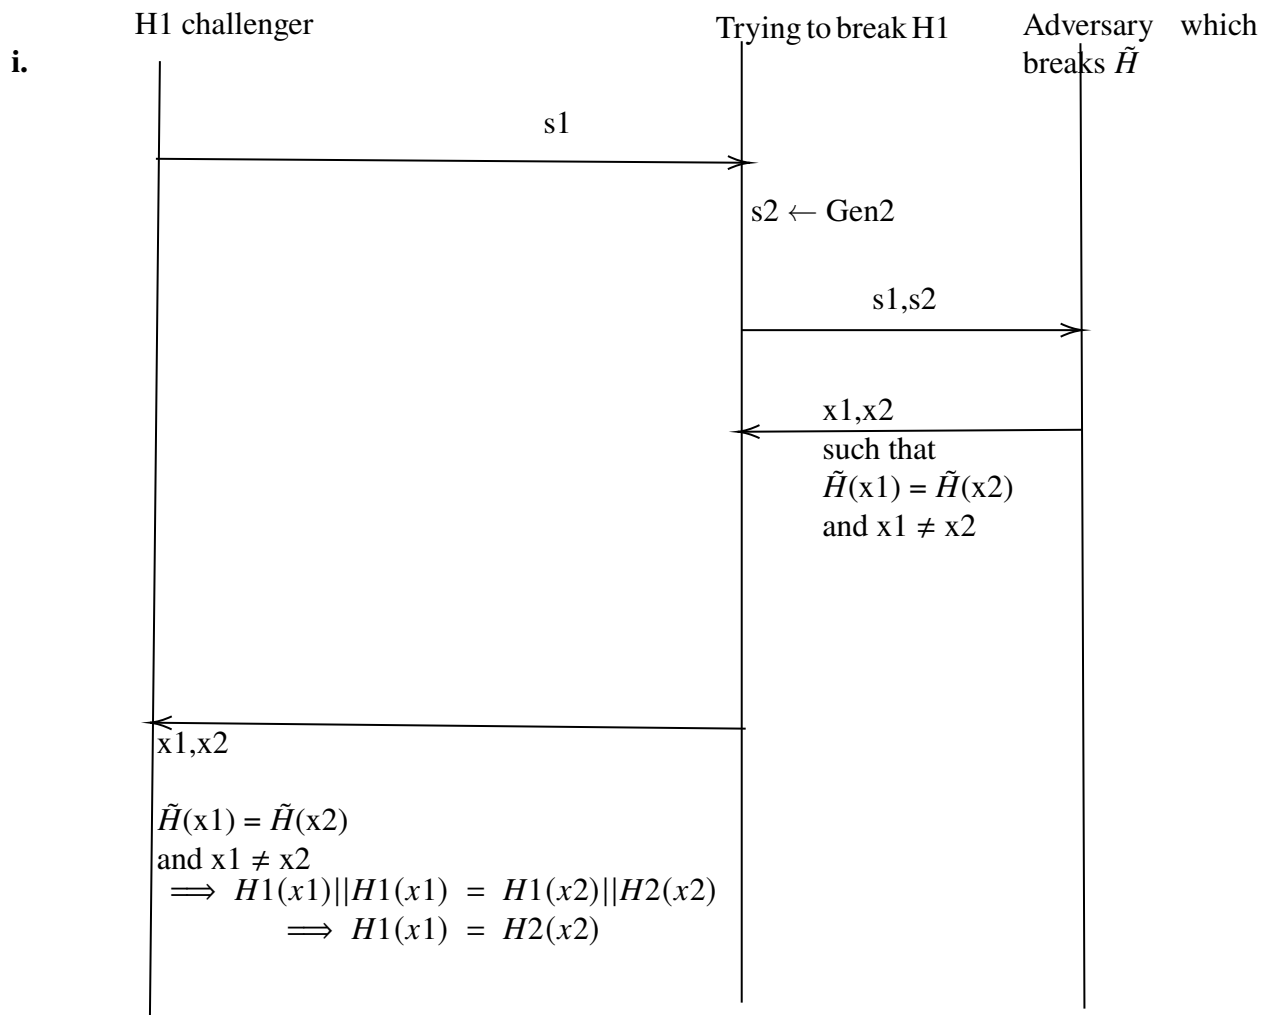 H1 challenger
Trying to break H1
Adversary which
breaks H̃
i.
s1
s2 ← Gen2
s1,s2
x1,x2
such that
H̃(x1) = H̃(x2)
and x1 ≠ x2
x1,x2
H̃(x1) = H̃(x2)
and x1 ≠ x2
⟹ H1(x1)||H1(x1) = H1(x2)||H2(x2)
⟹ H1(x1) = H2(x2)